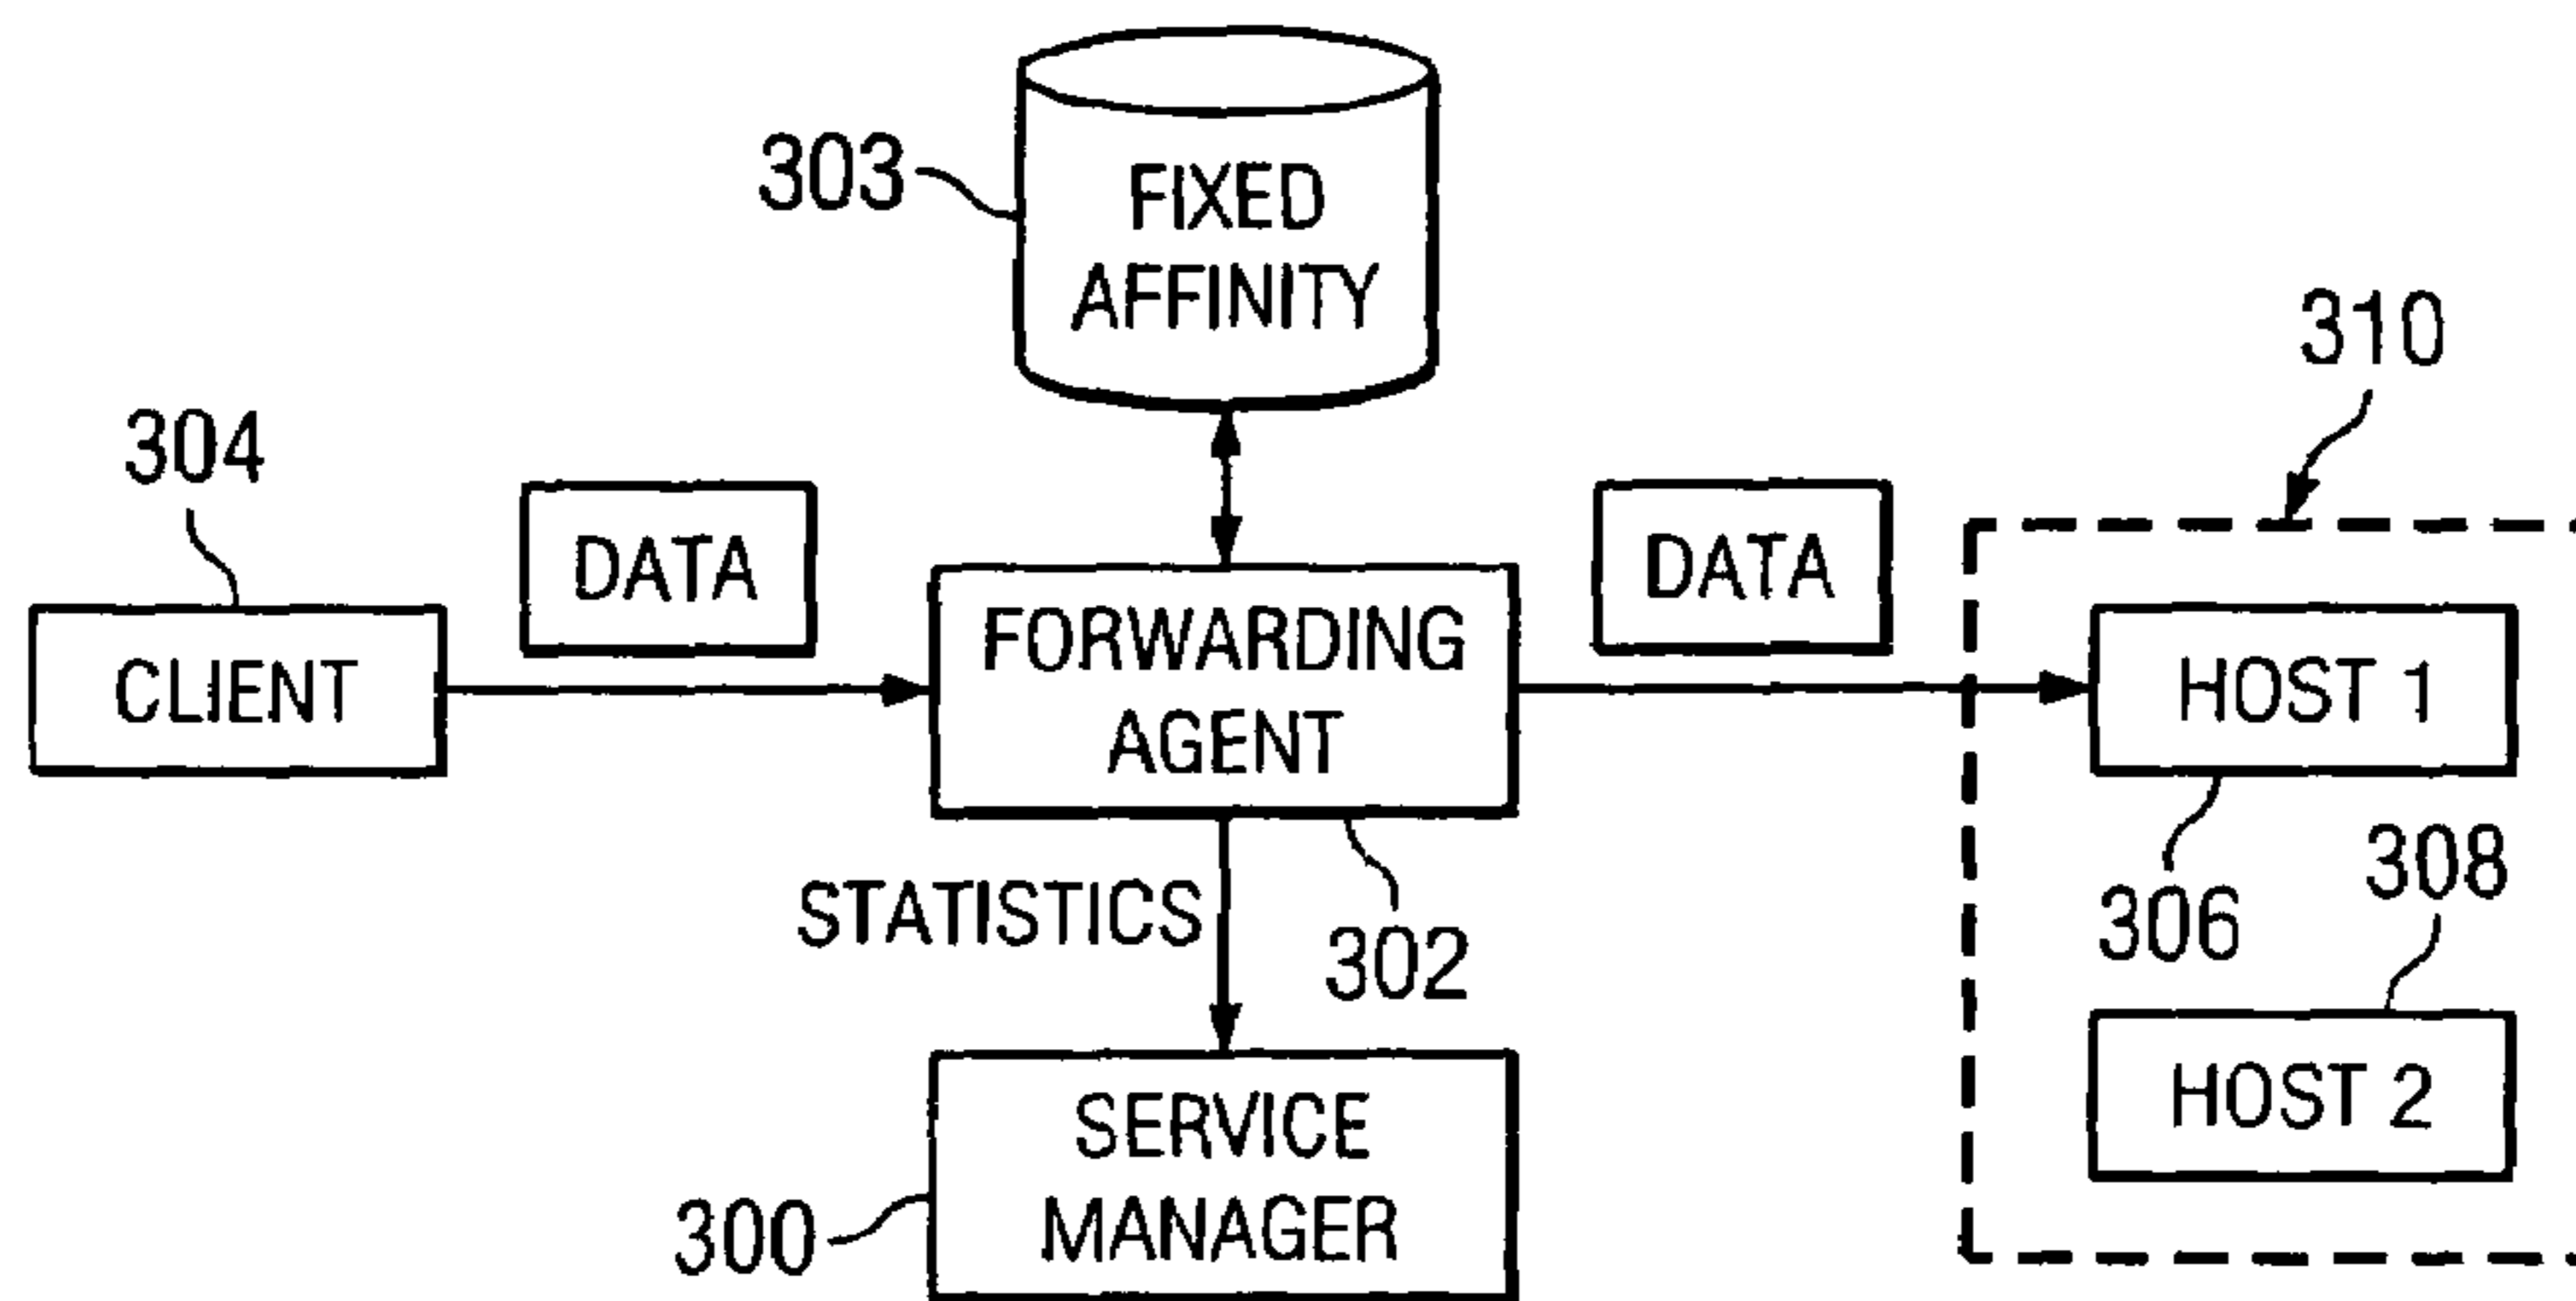 303
FIXED
AFFINITY
310
304
DATA
DATA
CLIENT
FORWARDING
AGENT
HOST 1
STATISTICS
302
306
308
SERVICE
MANAGER
300
HOST 2